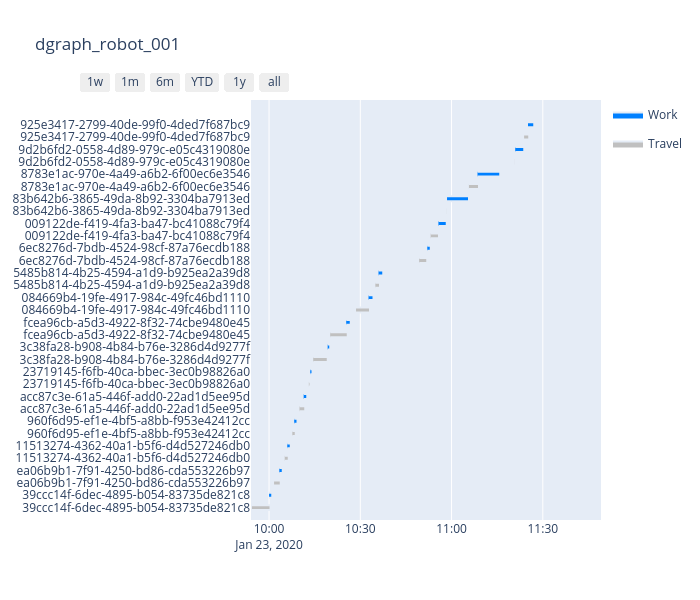 dgraph_robot_001
1w 1m 6m YTD 1y all
Work
Travel
925e3417-2799-40de-99f0-4ded7f687bc9
925e3417-2799-40de-99f0-4ded7f687bc9
9d2b6fd2-0558-4d89-979c-e05c4319080e
9d2b6fd2-0558-4d89-979c-e05c4319080e
8783e1ac-970e-4a49-a6b2-6f00ec6e3546
8783e1ac-970e-4a49-a6b2-6f00ec6e3546
83b642b6-3865-49da-8b92-3304ba7913ed
83b642b6-3865-49da-8b92-3304ba7913ed
009122de-f419-4fa3-ba47-bc41088c79f4
009122de-f419-4fa3-ba47-bc41088c79f4
6ec8276d-7bdb-4524-98cf-87a76ecdb188
6ec8276d-7bdb-4524-98cf-87a76ecdb188
5485b814-4b25-4594-a1d9-b925ea2a39d8
5485b814-4b25-4594-a1d9-b925ea2a39d8
084669b4-19fe-4917-984c-49fc46bd1110
084669b4-19fe-4917-984c-49fc46bd1110
fcea96cb-a5d3-4922-8f32-74cbe9480e45
fcea96cb-a5d3-4922-8f32-74cbe9480e45
3c38fa28-b908-4b84-b76e-3286d4d9277f
3c38fa28-b908-4b84-b76e-3286d4d9277f
23719145-f6fb-40ca-bbec-3ec0b98826a0
23719145-f6fb-40ca-bbec-3ec0b98826a0
acc87c3e-61a5-446f-add0-22ad1d5ee95d
acc87c3e-61a5-446f-add0-22ad1d5ee95d
960f6d95-ef1e-4bf5-a8bb-f953e42412cc
960f6d95-ef1e-4bf5-a8bb-f953e42412cc
11513274-4362-40a1-b5f6-d4d527246db0
11513274-4362-40a1-b5f6-d4d527246db0
ea06b9b1-7f91-4250-bd86-cda553226b97
ea06b9b1-7f91-4250-bd86-cda553226b97
39ccc14f-6dec-4895-b054-83735de821c8
39ccc14f-6dec-4895-b054-83735de821c8
10:00 10:30 11:00 11:30
Jan 23, 2020